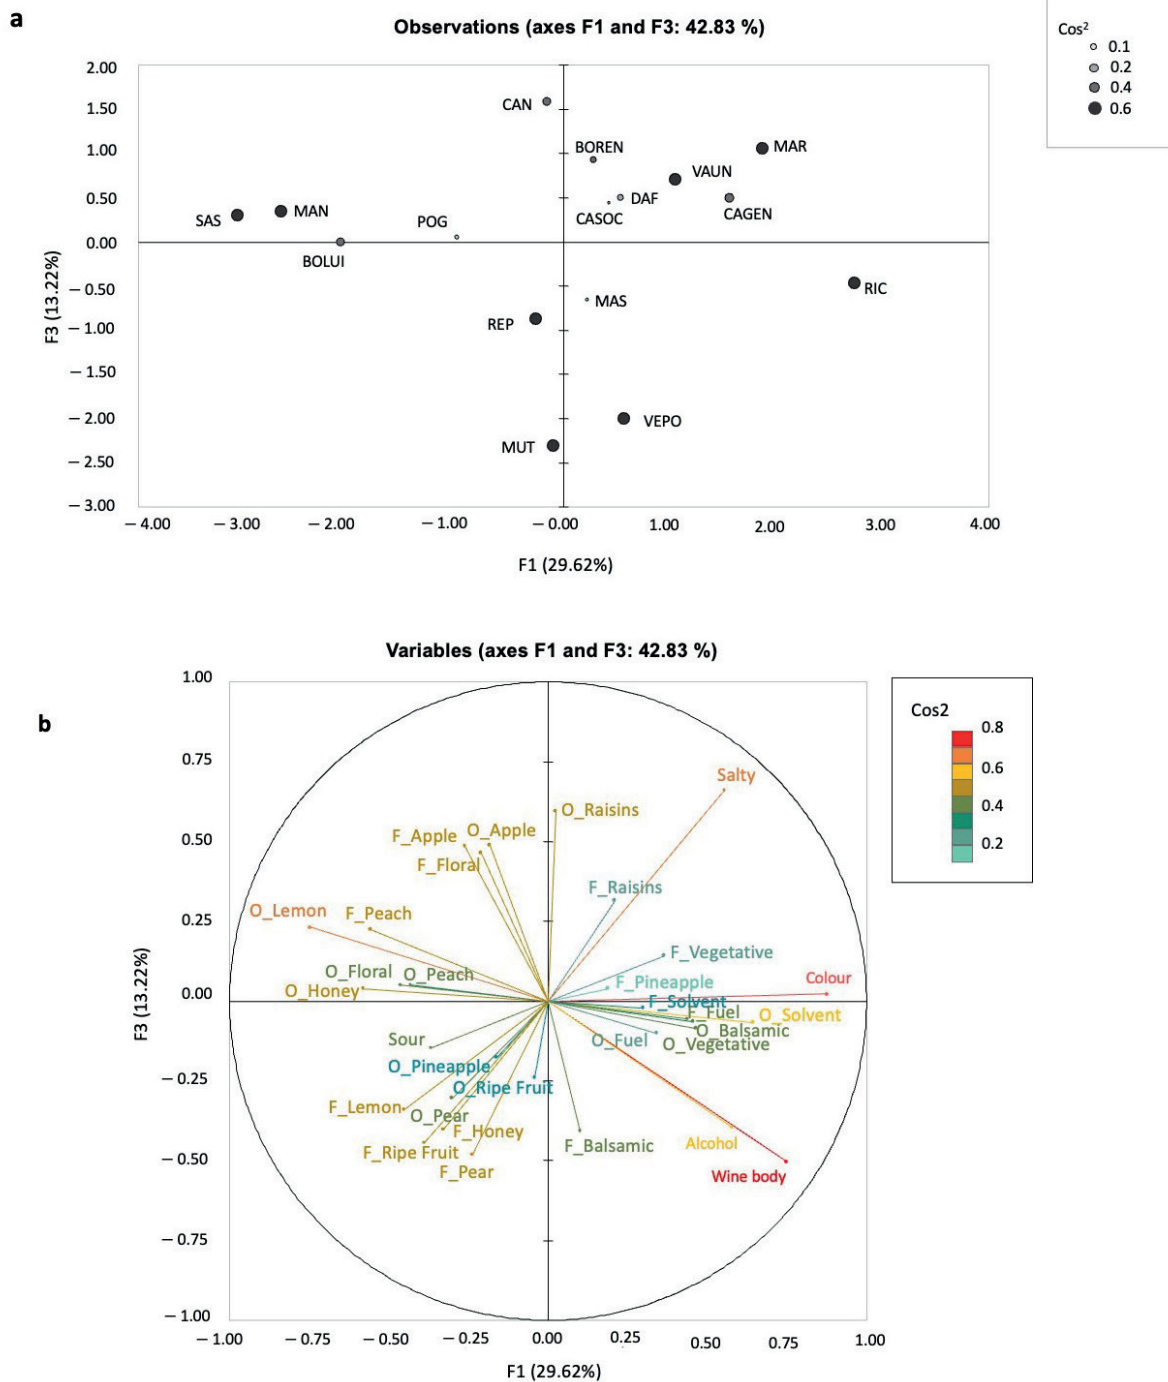 a
Observations (axes F1 and F3: 42.83 %)
Cos²
0.1
0.2
0.4
0.6
2.00
1.50
1.00
0.50
0.00
– 0.50
– 1.00
– 1.50
– 2.00
– 2.50
– 3.00
F3 (13.22%)
CAN
BOREN
MAR
VAUN
DAF
CASOC
CAGEN
SAS
MAN
POG
BOLUI
RIC
MAS
REP
VEPO
MUT
– 4.00
– 3.00
– 2.00
– 1.00
– 0.00
1.00
2.00
3.00
4.00
F1 (29.62%)
Variables (axes F1 and F3: 42.83 %)
b
Cos2
0.8
0.6
0.4
0.2
1.00
0.75
0.50
0.25
0.00
– 0.25
– 0.50
– 0.75
– 1.00
F3 (13.22%)
Salty
O_Raisins
F_Apple
O_Apple
F_Floral
F_Raisins
O_Lemon
F_Peach
F_Vegetative
O_Floral
O_Peach
F_Pineapple
Colour
O_Honey
F_Solvent
F_Fuel
O_Solvent
O_Balsamic
Sour
O_Fuel
O_Vegetative
O_Pineapple
O_Ripe Fruit
F_Lemon
O_Pear
F_Honey
F_Balsamic
Alcohol
F_Ripe Fruit
F_Pear
Wine body
– 1.00
– 0.75
– 0.50
– 0.25
0.00
0.25
0.50
0.75
1.00
F1 (29.62%)